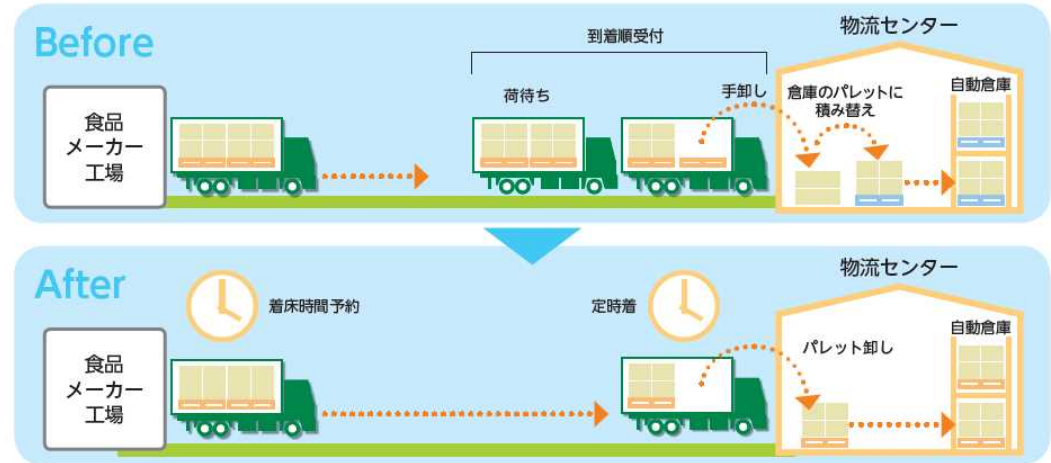 Before
食品
メーカー
工場
到着順受付
荷待ち
手卸し
物流センター
倉庫のパレットに
積み替え
自動倉庫
After
食品
メーカー
工場
着床時間予約
定時着
物流センター
パレット卸し
自動倉庫